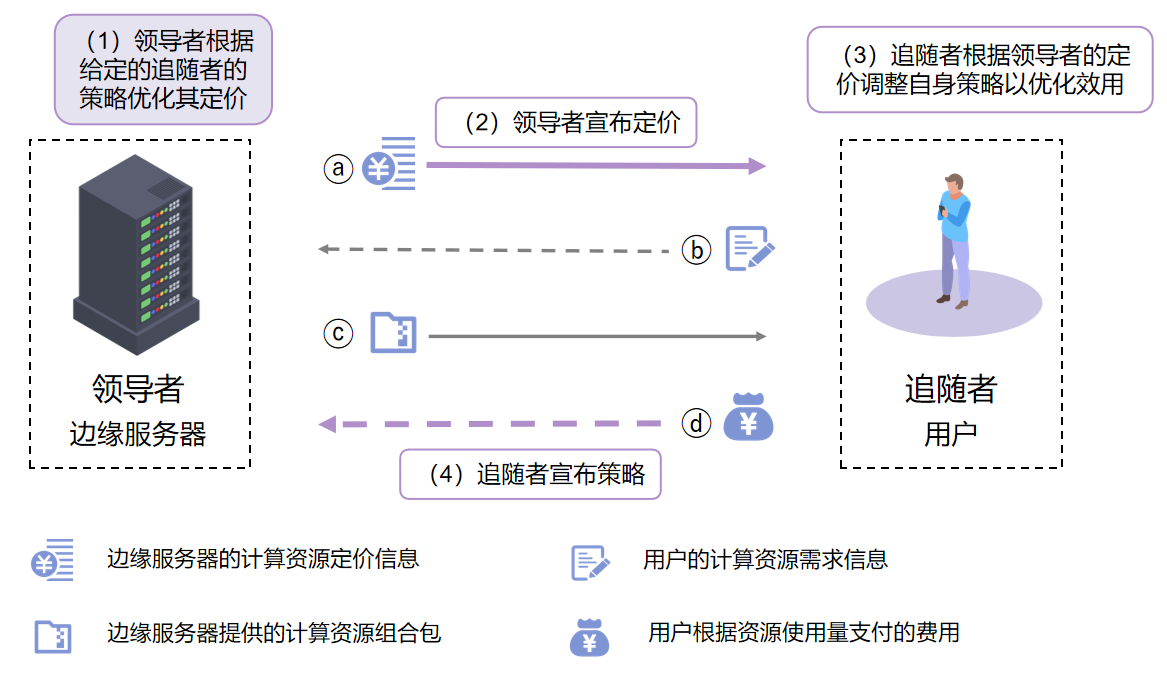 （1）领导者根据
给定的追随者的
策略优化其定价
（3）追随者根据领导者的定
价调整自身策略以优化效用
（2）领导者宣布定价
ⓐ
¥
ⓑ
ⓒ
ⓓ
¥
领导者
边缘服务器
追随者
用户
（4）追随者宣布策略
¥
边缘服务器的计算资源定价信息
用户的计算资源需求信息
边缘服务器提供的计算资源组合包
¥
用户根据资源使用量支付的费用